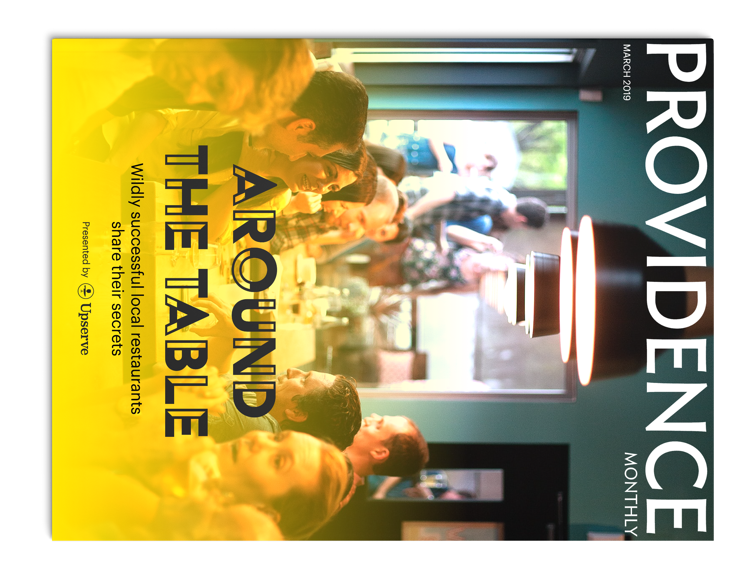 PROVIDENCE
MARCH 2019
MONTHLY
AROUND
THE TABLE
Wildly successful local restaurants
share their secrets
Presented by Upserve